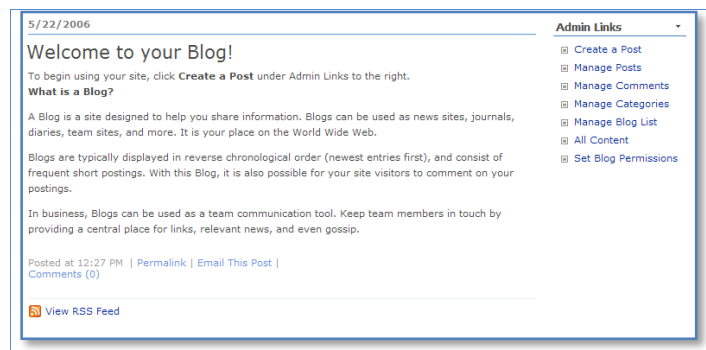 5/22/2006
Welcome to your Blog!
To begin using your site, click Create a Post under Admin Links to the right.
What is a Blog?
A Blog is a site designed to help you share information. Blogs can be used as news sites, journals,
diaries, team sites, and more. It is your place on the World Wide Web.
Blogs are typically displayed in reverse chronological order (newest entries first), and consist of
frequent short postings. With this Blog, it is also possible for your site visitors to comment on your
postings.
In business, Blogs can be used as a team communication tool. Keep team members in touch by
providing a central place for links, relevant news, and even gossip.
Posted at 12:27 PM | Permalink | Email This Post |
Comments (0)
View RSS Feed
Admin Links
Create a Post
Manage Posts
Manage Comments
Manage Categories
Manage Blog List
All Content
Set Blog Permissions